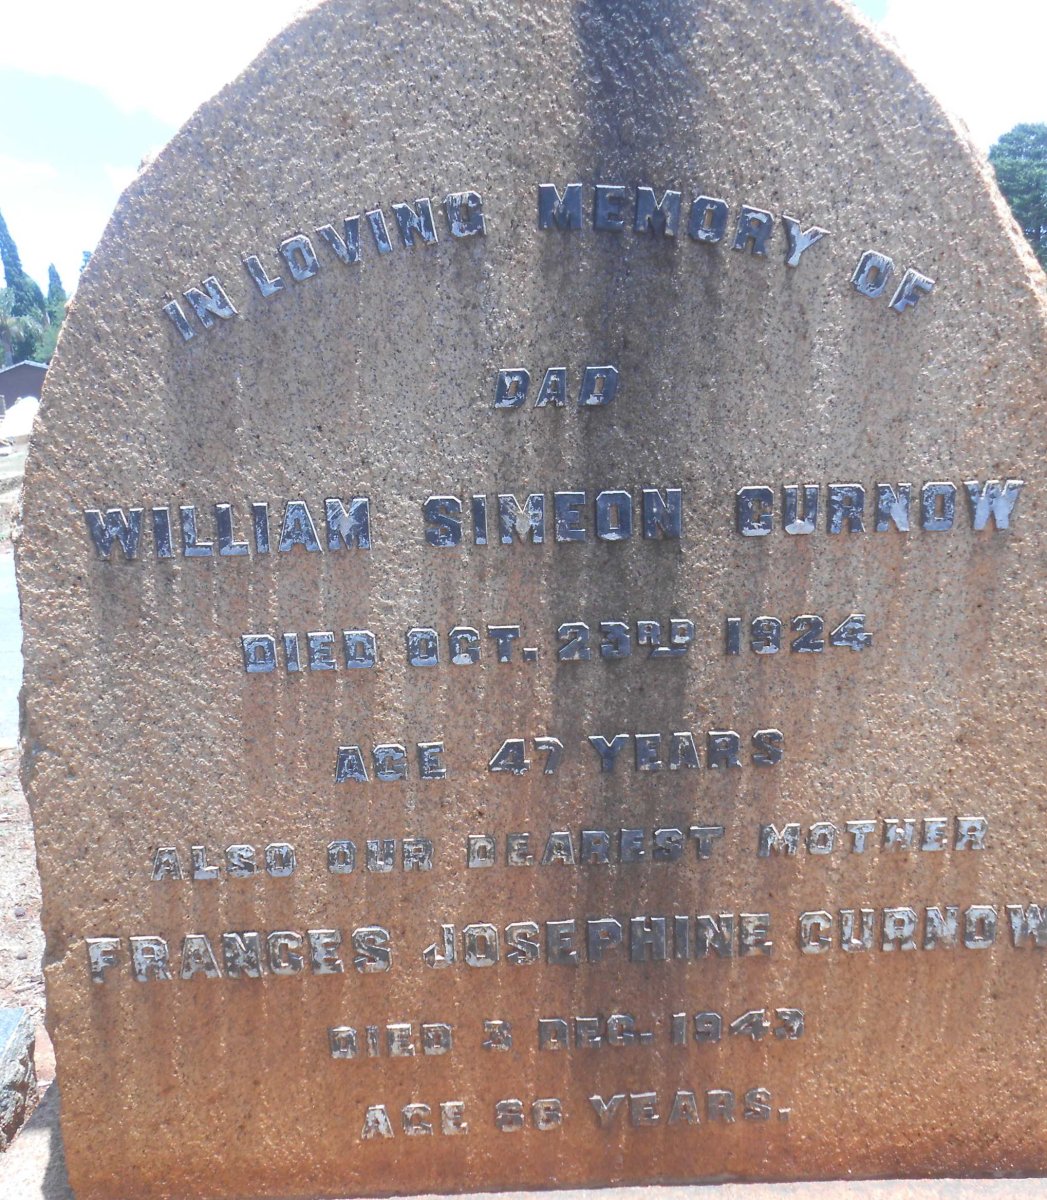 IN LOVING MEMORY OF
DAD
WILLIAM SIMEON CURNOW
DIED OCT. 23RD 1924
AGE 47 YEARS
ALSO OUR DEAREST MOTHER
FRANCES JOSEPHINE CURNOW
DIED 3 DEC. 1943
AGE 66 YEARS.